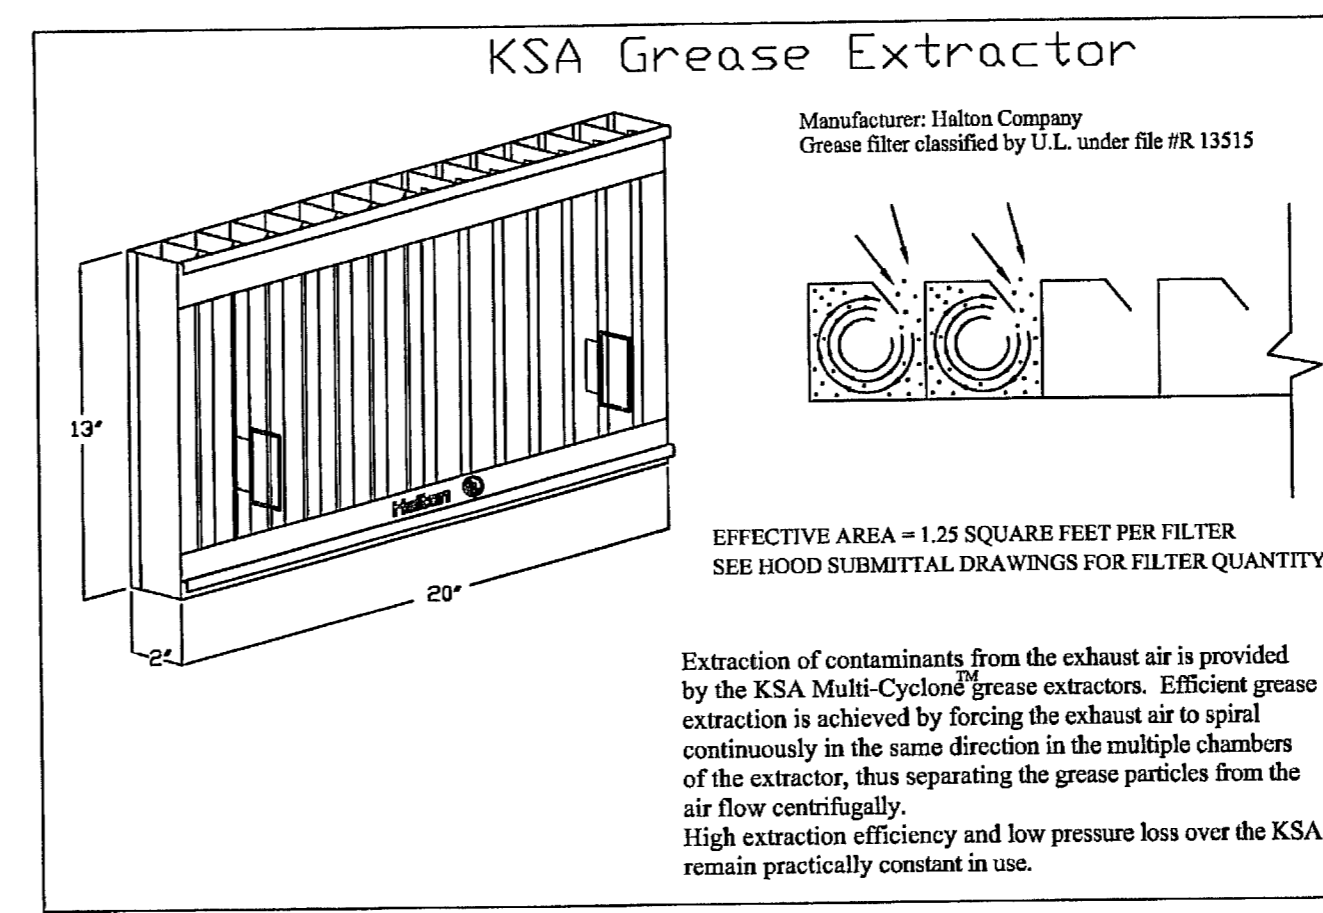 KSA Grease Extractor
Manufacturer: Halton Company
Grease filter classified by U.L. under file #R 13515
13"
Halton
20"
2"
EFFECTIVE AREA = 1.25 SQUARE FEET PER FILTER
SEE HOOD SUBMITTAL DRAWINGS FOR FILTER QUANTITY
Extraction of contaminants from the exhaust air is provided
by the KSA Multi-Cyclone™ grease extractors. Efficient grease
extraction is achieved by forcing the exhaust air to spiral
continuously in the same direction in the multiple chambers
of the extractor, thus separating the grease particles from the
air flow centrifugally.
High extraction efficiency and low pressure loss over the KSA
remain practically constant in use.